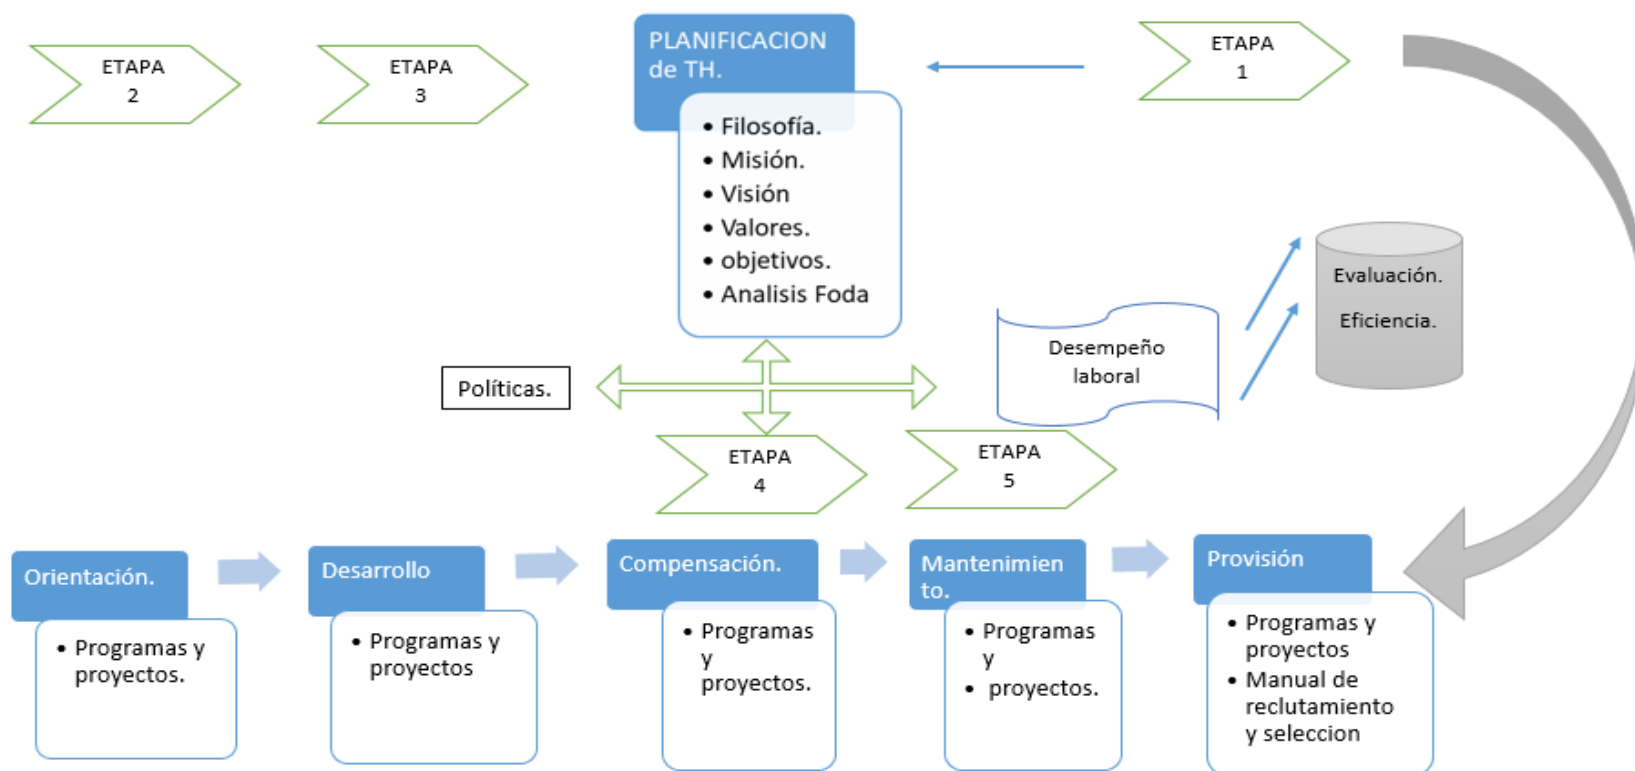 ETAPA
2
ETAPA
3
PLANIFICACION
de TH.
• Filosofía.
• Misión.
• Visión
• Valores.
• objetivos.
• Analisis Foda
ETAPA
1
Evaluación.
Eficiencia.
Desempeño
laboral
Políticas.
ETAPA
4
ETAPA
5
Orientación.
• Programas y
proyectos.
Desarrollo
• Programas y
proyectos
Compensación.
• Programas
y
proyectos.
Mantenimien
to.
• Programas
y
• proyectos.
Provisión
• Programas y
proyectos
• Manual de
reclutamiento
y seleccion